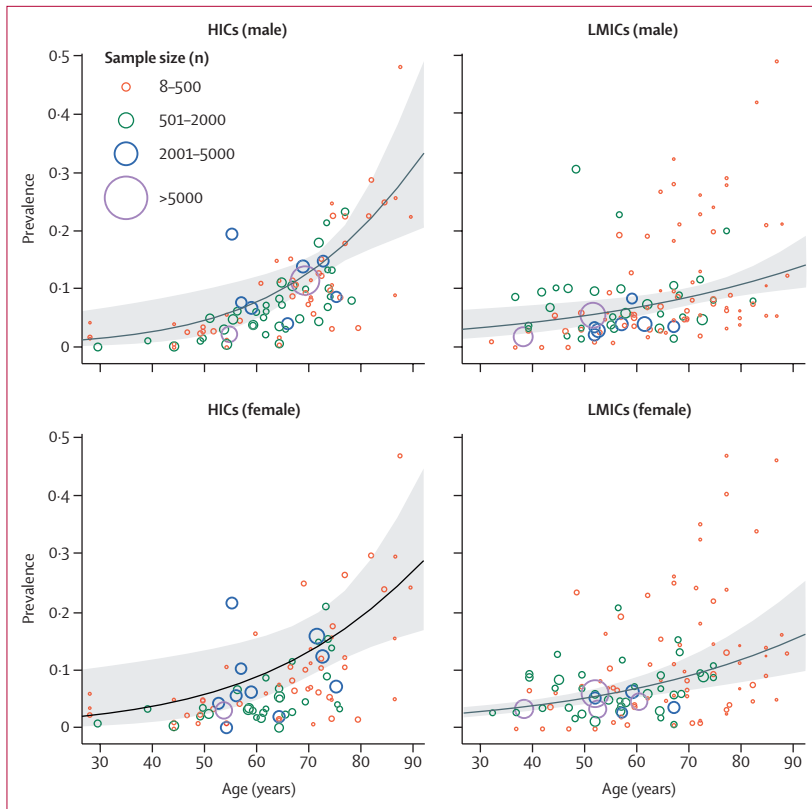 HICs (male)
LMICs (male)
Sample size (n)
8–500
501–2000
2001–5000
>5000
Prevalence
0·5
0·4
0·3
0·2
0·1
0
HICs (female)
LMICs (female)
Prevalence
0·5
0·4
0·3
0·2
0·1
0
30 40 50 60 70 80 90
30 40 50 60 70 80 90
Age (years)
Age (years)